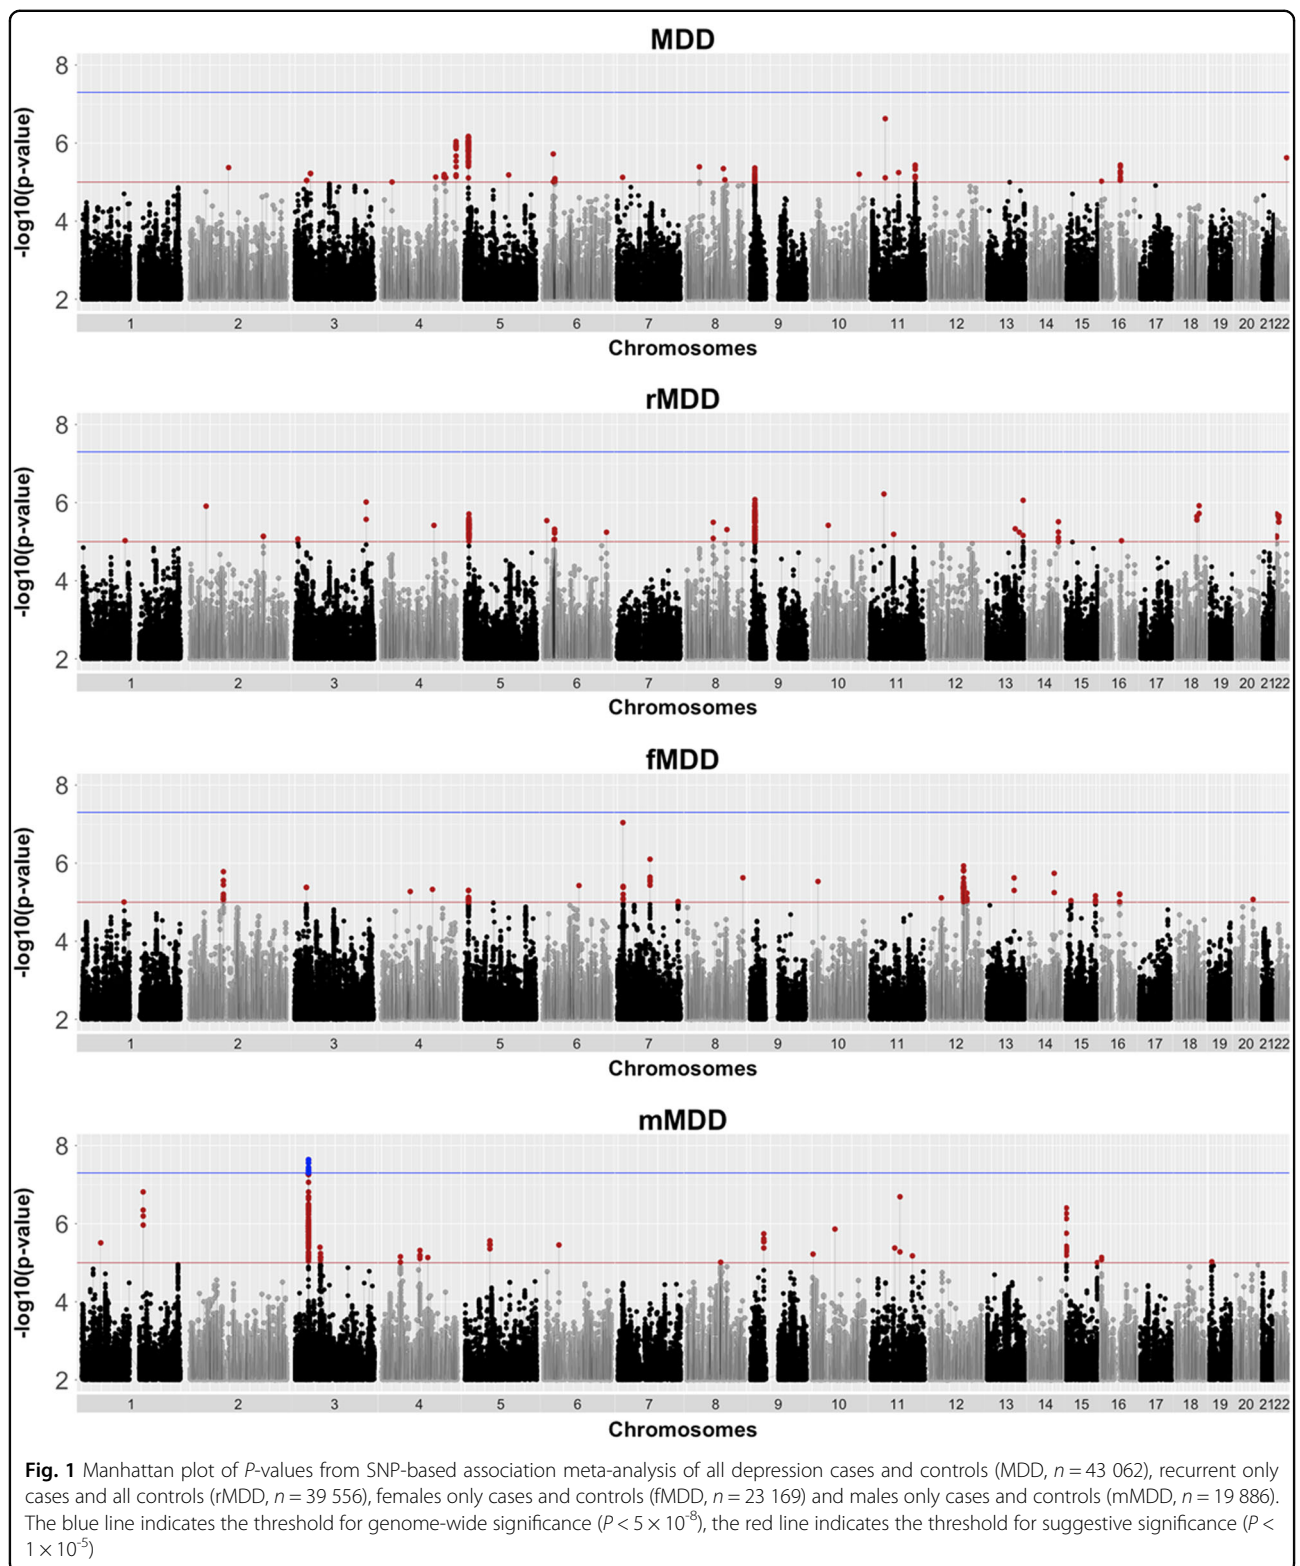 MDD
8
6
4
2
-log10(p-value)
1 2 3 4 5 6 7 8 9 10 11 12 13 14 15 16 17 18 19 20 21 22
Chromosomes
rMDD
8
6
4
2
-log10(p-value)
1 2 3 4 5 6 7 8 9 10 11 12 13 14 15 16 17 18 19 20 21 22
Chromosomes
fMDD
8
6
4
2
-log10(p-value)
1 2 3 4 5 6 7 8 9 10 11 12 13 14 15 16 17 18 19 20 21 22
Chromosomes
mMDD
8
6
4
2
-log10(p-value)
1 2 3 4 5 6 7 8 9 10 11 12 13 14 15 16 17 18 19 20 21 22
Chromosomes
Fig. 1 Manhattan plot of P-values from SNP-based association meta-analysis of all depression cases and controls (MDD, n = 43 062), recurrent only
cases and all controls (rMDD, n = 39 556), females only cases and controls (fMDD, n = 23 169) and males only cases and controls (mMDD, n = 19 886).
The blue line indicates the threshold for genome-wide significance (P < 5 × 10⁻⁸), the red line indicates the threshold for suggestive significance (P <
1 × 10⁻⁵)